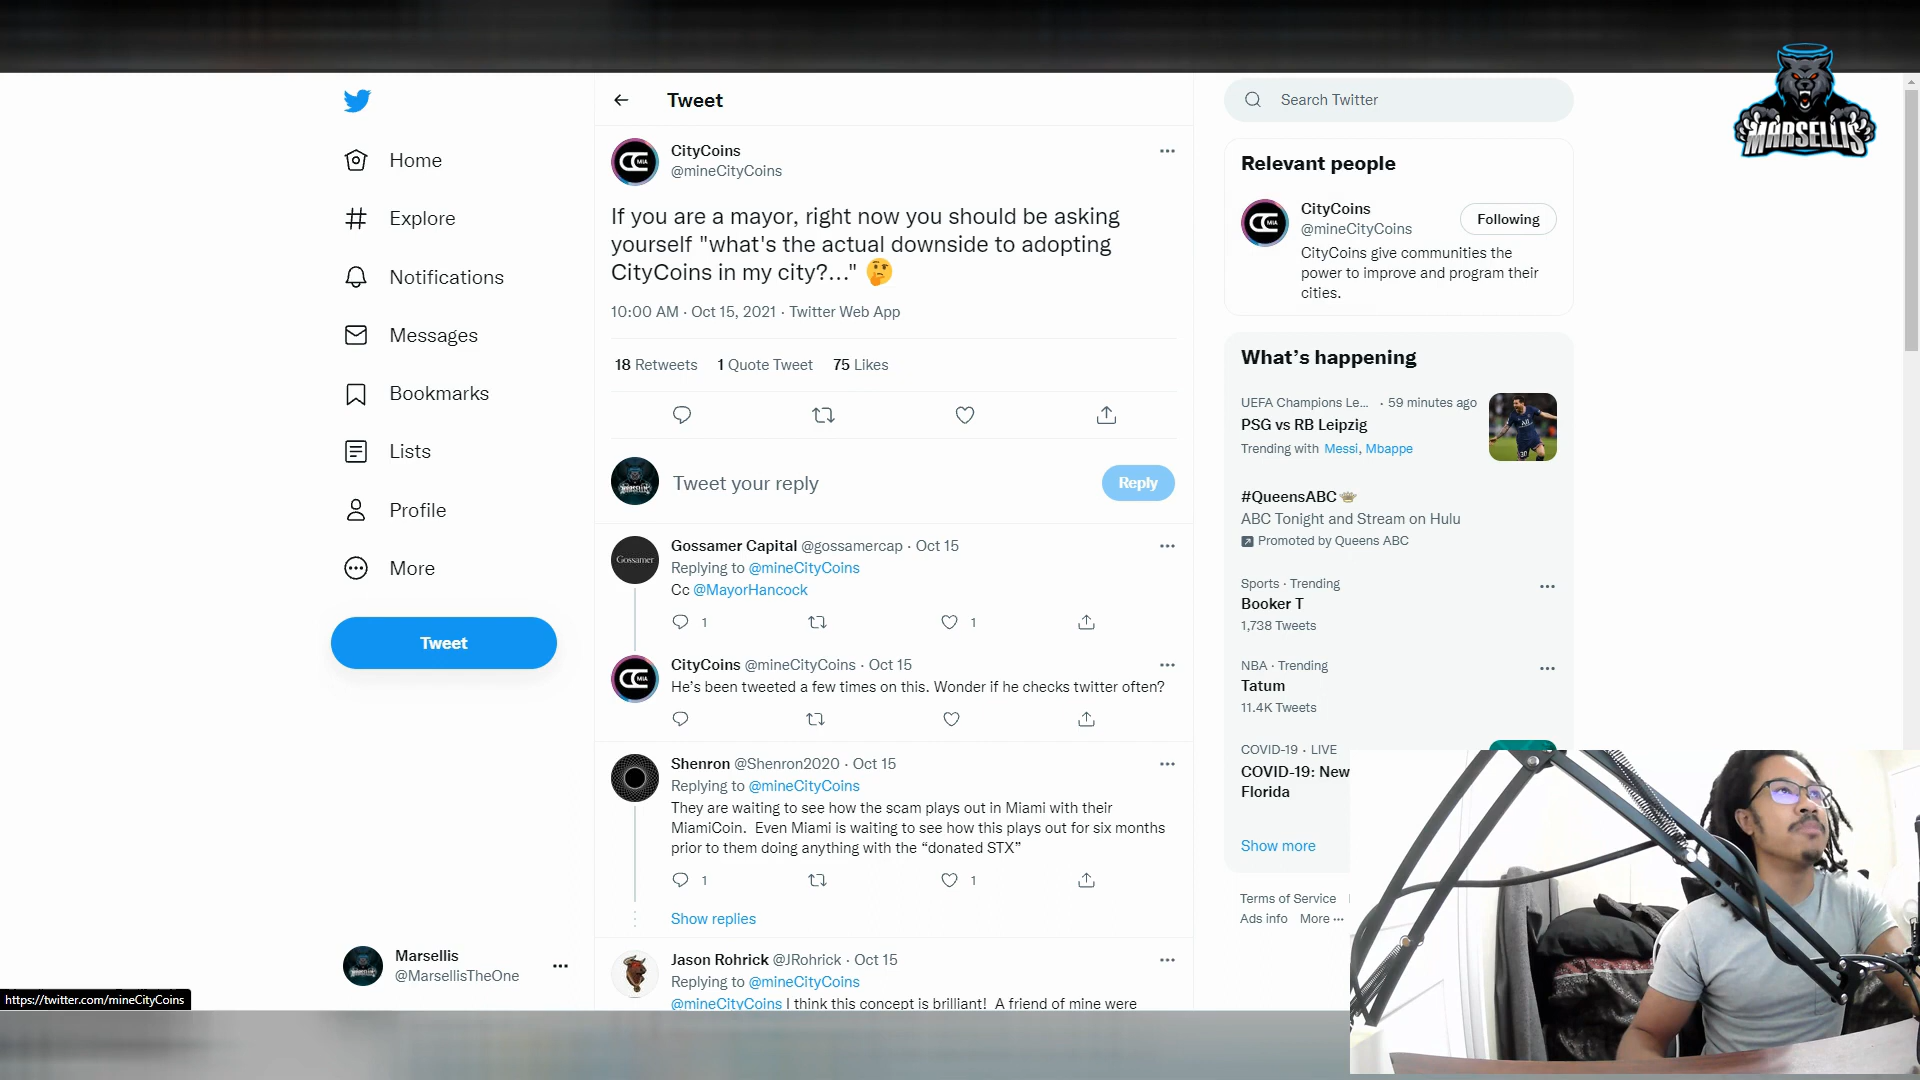 Home
Explore
Notifications
Messages
Bookmarks
Lists
Profile
More
Tweet
Marsellis
@MarsellisTheOne
https://twitter.com/mineCityCoins
Tweet
CityCoins
@mineCityCoins
If you are a mayor, right now you should be asking
yourself "what's the actual downside to adopting
CityCoins in my city?..." 🤔
10:00 AM · Oct 15, 2021 · Twitter Web App
18 Retweets 1 Quote Tweet 75 Likes
Tweet your reply
Reply
Gossamer
Gossamer Capital @gossamercap · Oct 15
Replying to @mineCityCoins
Cc @MayorHancock
1 1
CityCoins @mineCityCoins · Oct 15
He's been tweeted a few times on this. Wonder if he checks twitter often?
Shenron @Shenron2020 · Oct 15
Replying to @mineCityCoins
They are waiting to see how the scam plays out in Miami with their
MiamiCoin. Even Miami is waiting to see how this plays out for six months
prior to them doing anything with the “donated STX”
1 1
Show replies
Jason Rohrick @JRohrick · Oct 15
Replying to @mineCityCoins
@mineCityCoins I think this concept is brilliant! A friend of mine were
Search Twitter
MARSELLIS
Relevant people
CityCoins
@mineCityCoins
Following
CityCoins give communities the
power to improve and program their
cities.
What's happening
UEFA Champions Le... · 59 minutes ago
PSG vs RB Leipzig
Trending with Messi, Mbappe
#QueensABC
ABC Tonight and Stream on Hulu
Promoted by Queens ABC
Sports · Trending
Booker T
1,738 Tweets
NBA · Trending
Tatum
11.4K Tweets
COVID-19 · LIVE
COVID-19: New
Florida
Show more
Terms of Service
Ads info More ...